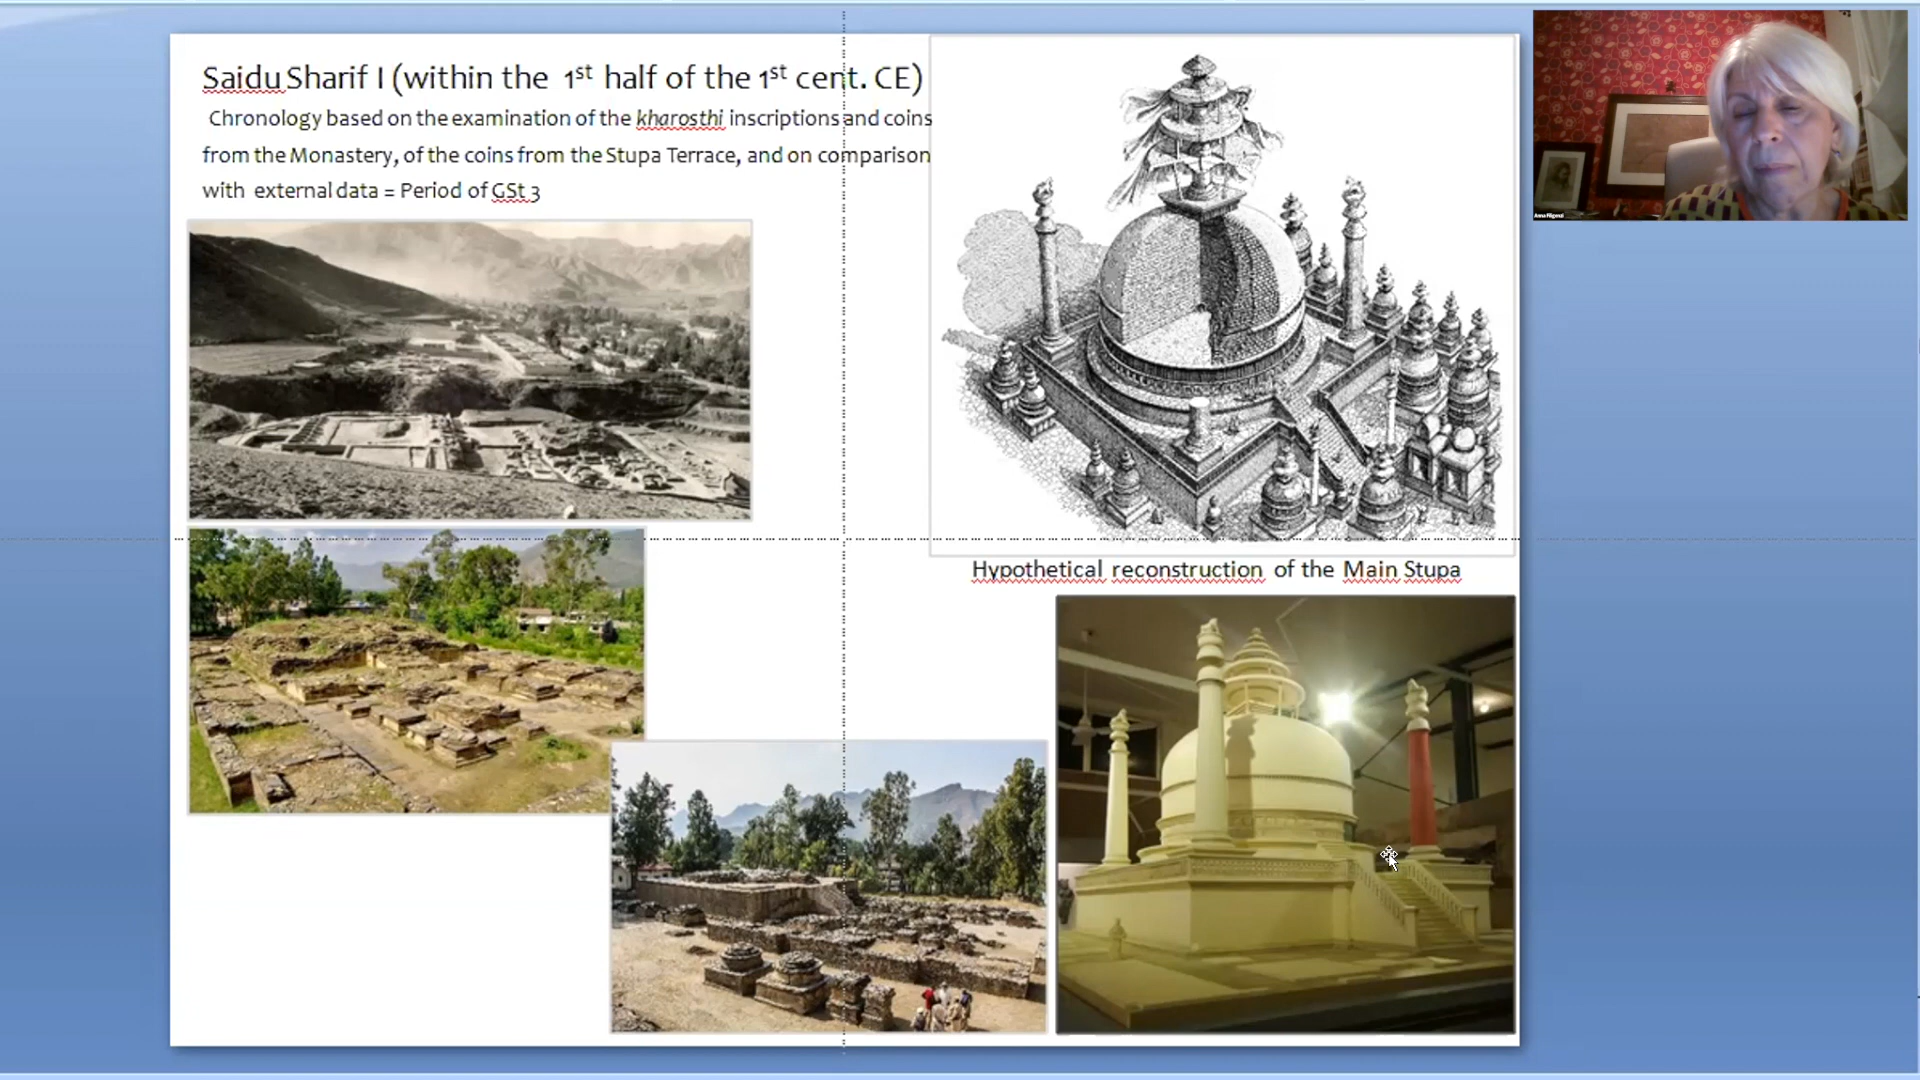 Saidu Sharif I (within the 1st half of the 1st cent. CE)
Chronology based on the examination of the kharosthi inscriptions and coins
from the Monastery, of the coins from the Stupa Terrace, and on comparison
with external data = Period of GSt 3
Hypothetical reconstruction of the Main Stupa
Anna Filigenzi